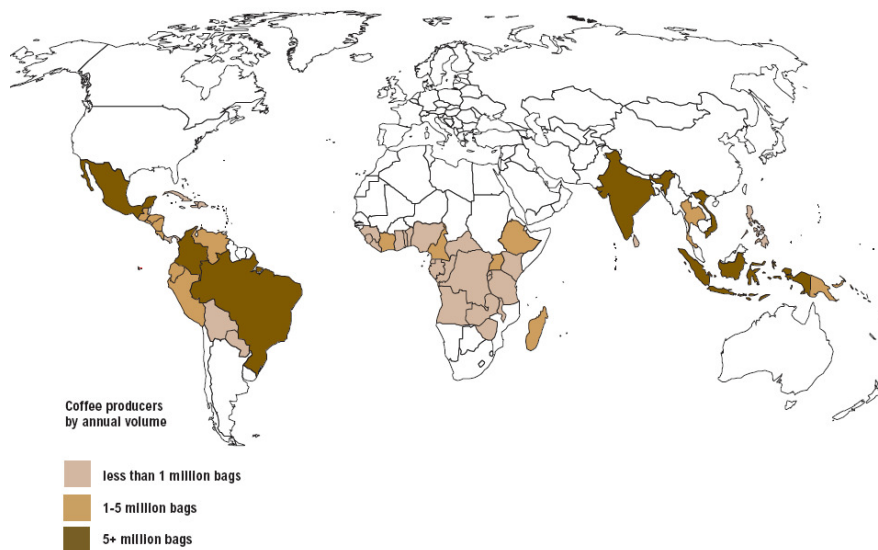 Coffee producers
by annual volume
less than 1 million bags
1-5 million bags
5+ million bags